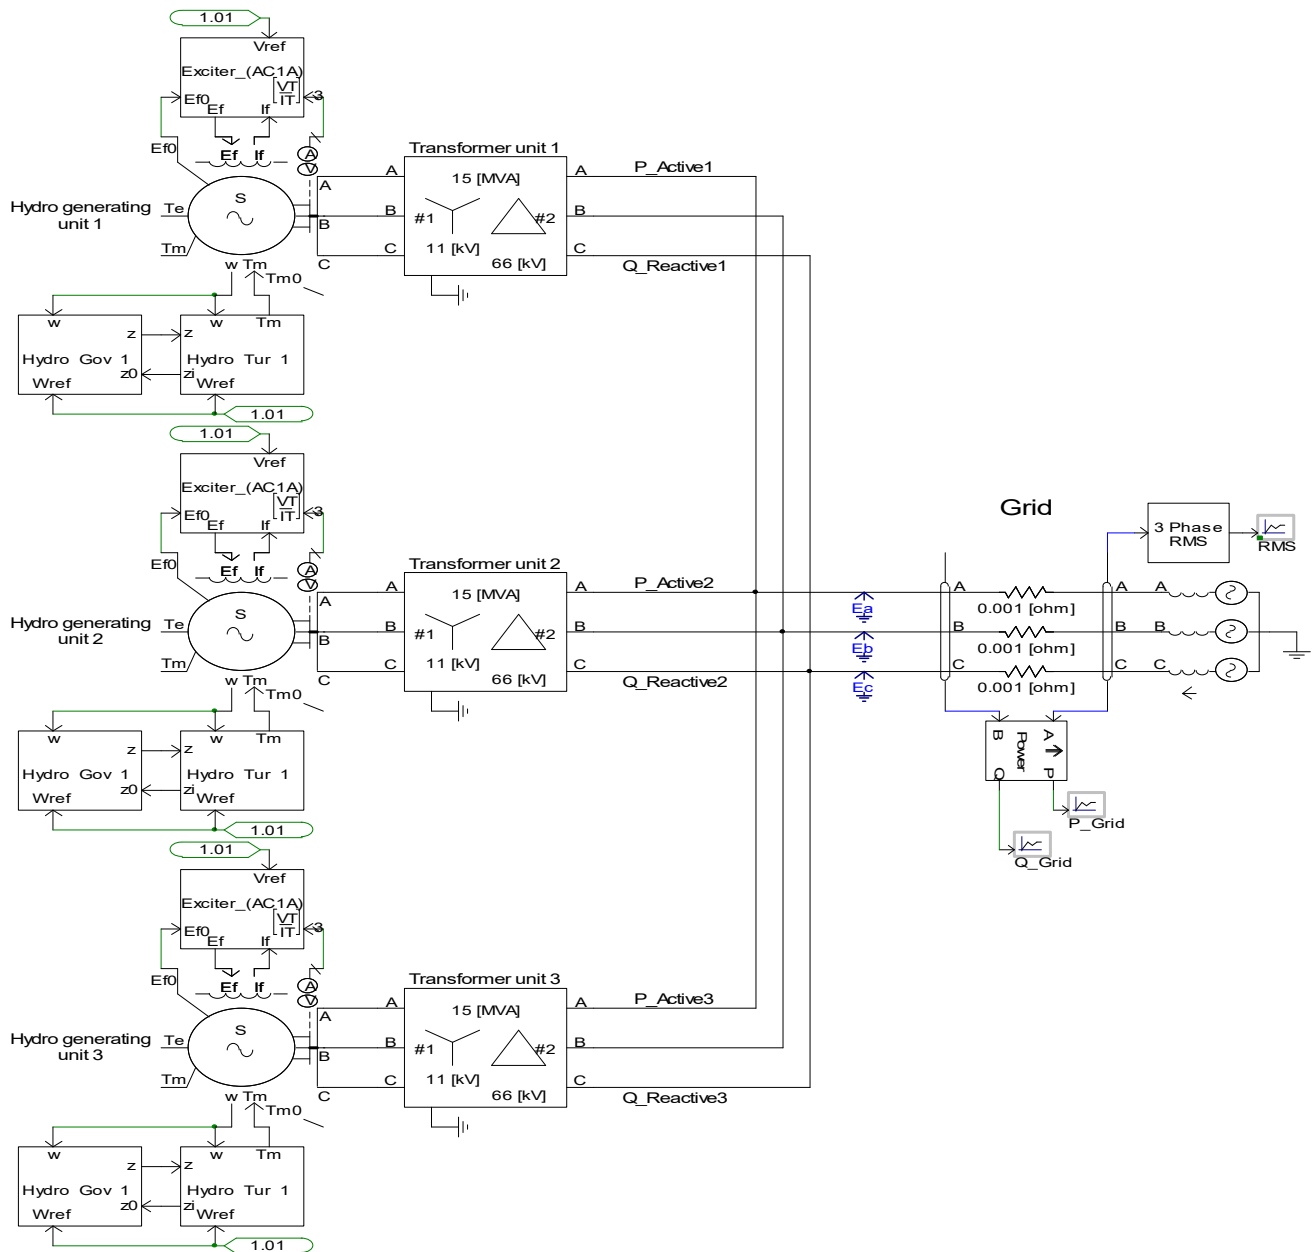 1.01
Vref
Exciter_(AC1A)
VT
IT
3
Ef0
Ef
If
Ef0
Ef
If
A
V
S
Hydro generating
unit 1
Te
Tm
w
Tm
Tm0
A
B
C
Transformer unit 1
A
B
C
15 [MVA]
#1
#2
11 [kV]
66 [kV]
A
B
C
P_Active1
Q_Reactive1
w
z
Hydro Gov 1
z0
Wref
w
Tm
z
Hydro Tur 1
zi
Wref
1.01
1.01
Vref
Exciter_(AC1A)
VT
IT
3
Ef0
Ef
If
Ef0
Ef
If
A
V
S
Hydro generating
unit 2
Te
Tm
w
Tm
Tm0
A
B
C
Transformer unit 2
A
B
C
15 [MVA]
#1
#2
11 [kV]
66 [kV]
A
B
C
P_Active2
Q_Reactive2
w
z
Hydro Gov 1
z0
Wref
w
Tm
z
Hydro Tur 1
zi
Wref
1.01
Ea
Eb
Ec
Grid
3 Phase
RMS
RMS
A
B
C
0.001 [ohm]
0.001 [ohm]
0.001 [ohm]
A
B
C
A
B
C
B
A
Power
Q
P
P_Grid
Q_Grid
1.01
Vref
Exciter_(AC1A)
VT
IT
3
Ef0
Ef
If
Ef0
Ef
If
A
V
S
Hydro generating
unit 3
Te
Tm
w
Tm
Tm0
A
B
C
Transformer unit 3
A
B
C
15 [MVA]
#1
#2
11 [kV]
66 [kV]
A
B
C
P_Active3
Q_Reactive3
w
z
Hydro Gov 1
z0
Wref
w
Tm
z
Hydro Tur 1
zi
Wref
1.01